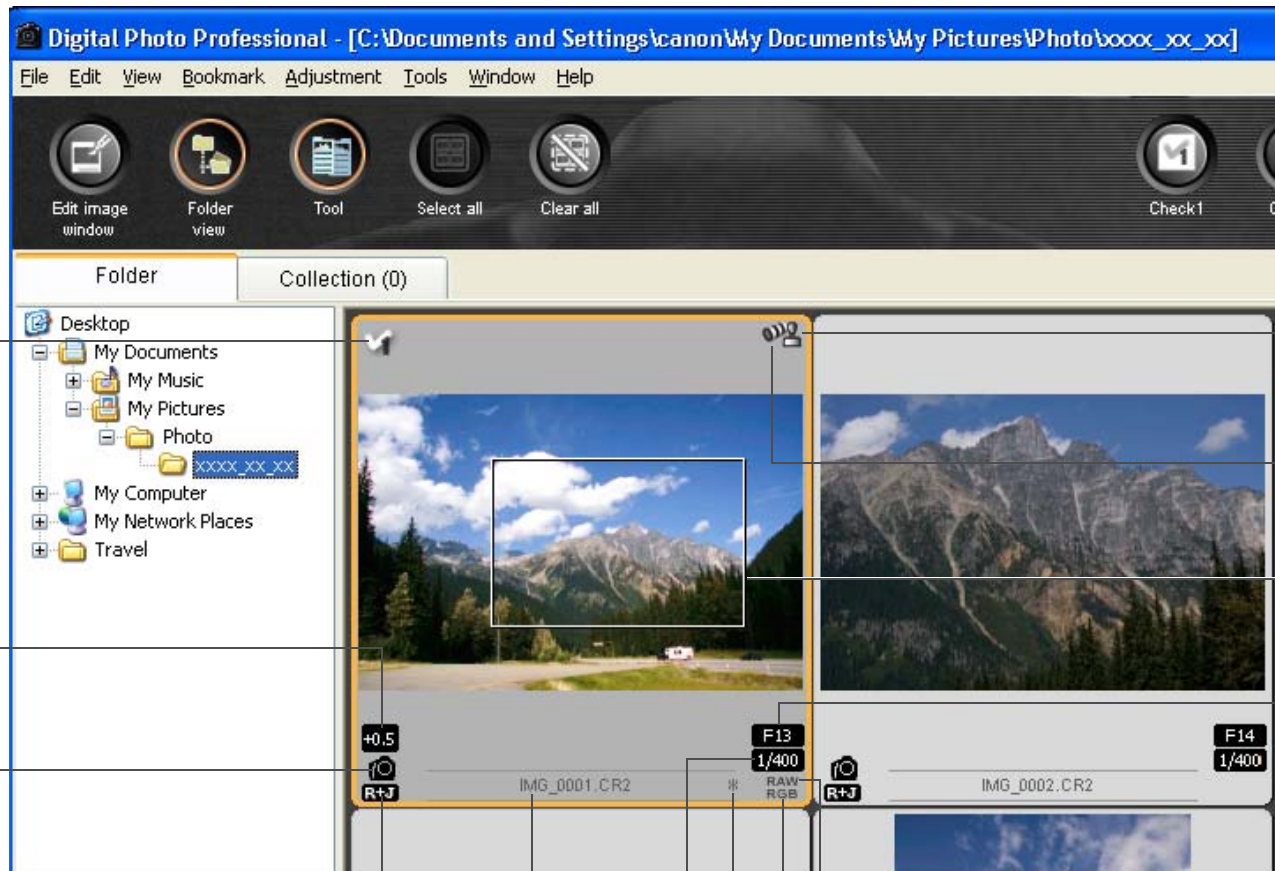 Digital Photo Professional - [C:\Documents and Settings\canon\My Documents\My Pictures\Photo\xxxx_xx_xx]
File Edit View Bookmark Adjustment Tools Window Help
Edit image window
Folder view
Tool
Select all
Clear all
1
Check1
Folder
Collection (0)
Desktop
My Documents
My Music
My Pictures
Photo
xxxx_xx_xx
My Computer
My Network Places
Travel
1
+0.5
F13
1/400
R+J
IMG_0001.CR2
*
RAW
RGB
F14
1/400
R+J
IMG_0002.CR2